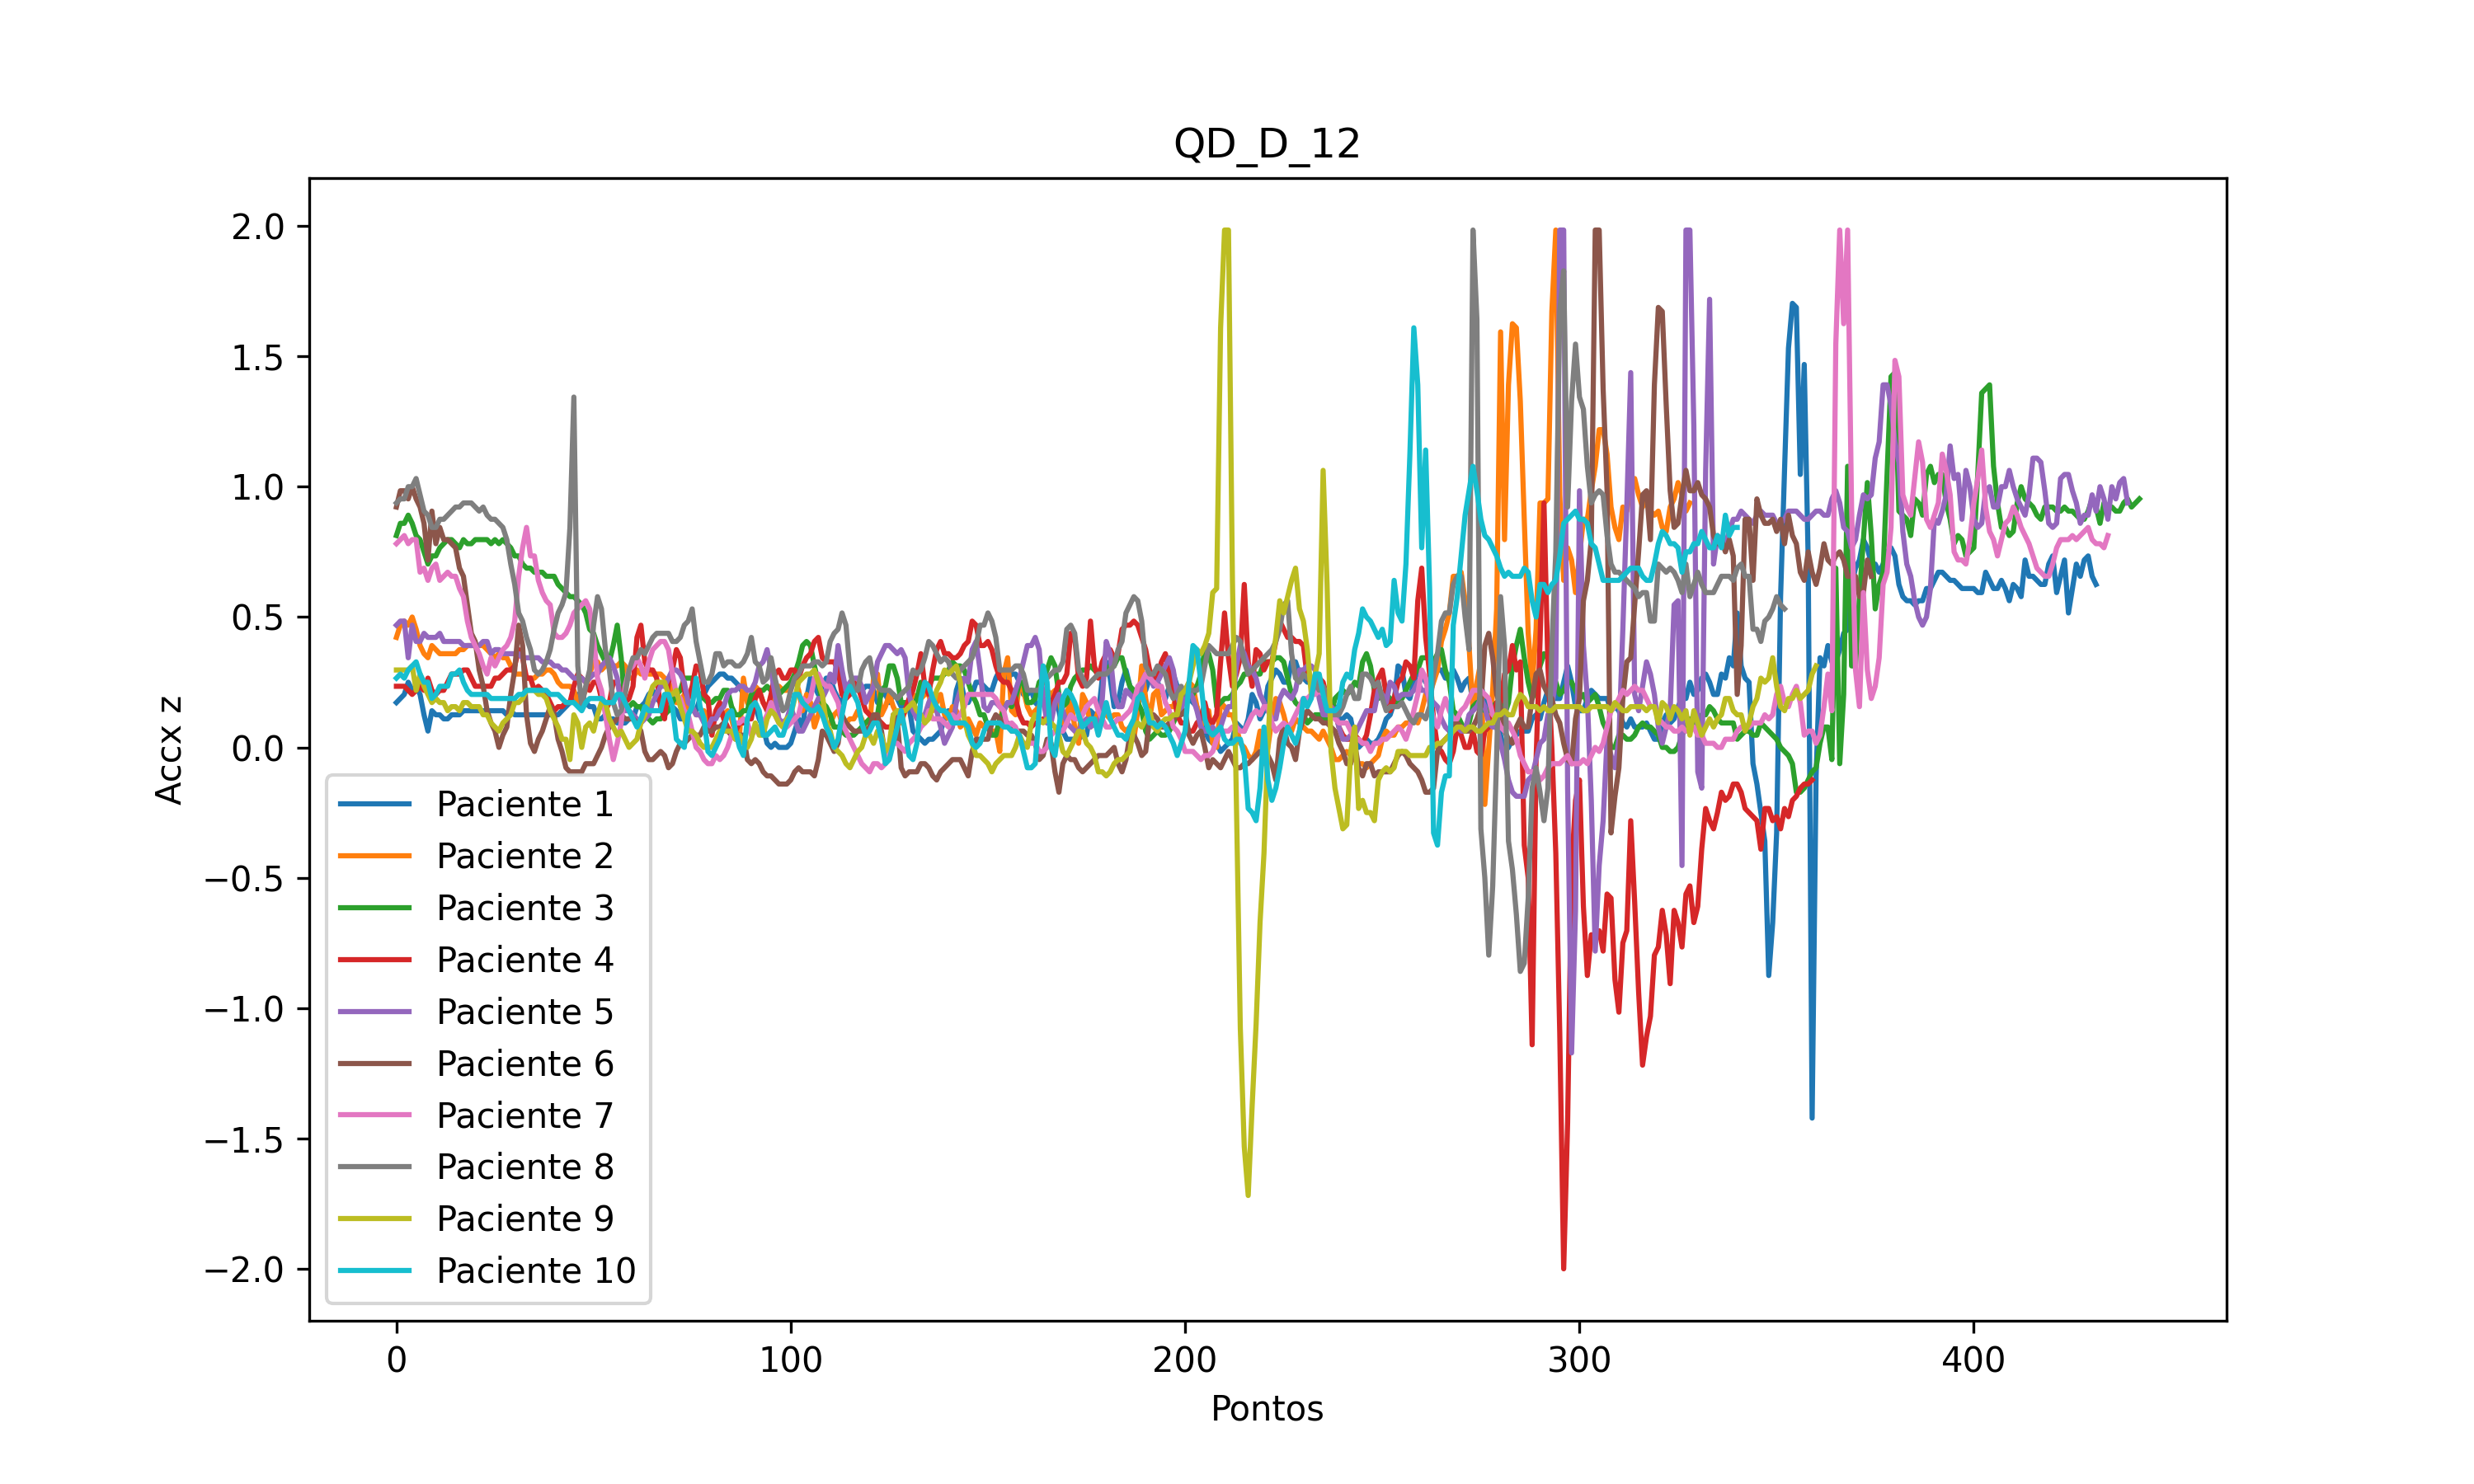 QD_D_12
2.0
1.5
1.0
0.5
0.0
−0.5
−1.0
−1.5
−2.0
Accx z
Paciente 1
Paciente 2
Paciente 3
Paciente 4
Paciente 5
Paciente 6
Paciente 7
Paciente 8
Paciente 9
Paciente 10
0 100 200 300 400
Pontos